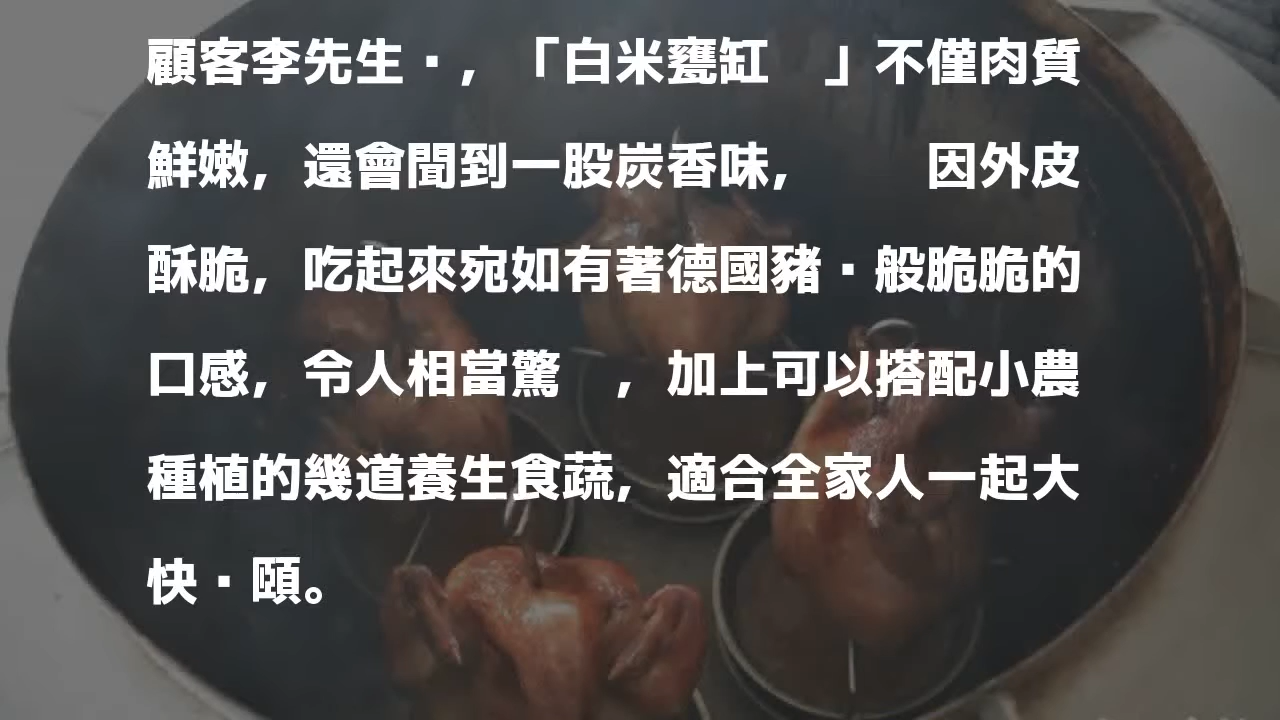 顧客李先生·，「白米甕缸　」不僅肉質
鮮嫩，還會聞到一股炭香味，　　因外皮
酥脆，吃起來宛如有著德國豬·般脆脆的
口感，令人相當驚　，加上可以搭配小農
種植的幾道養生食蔬，適合全家人一起大
快·頤。